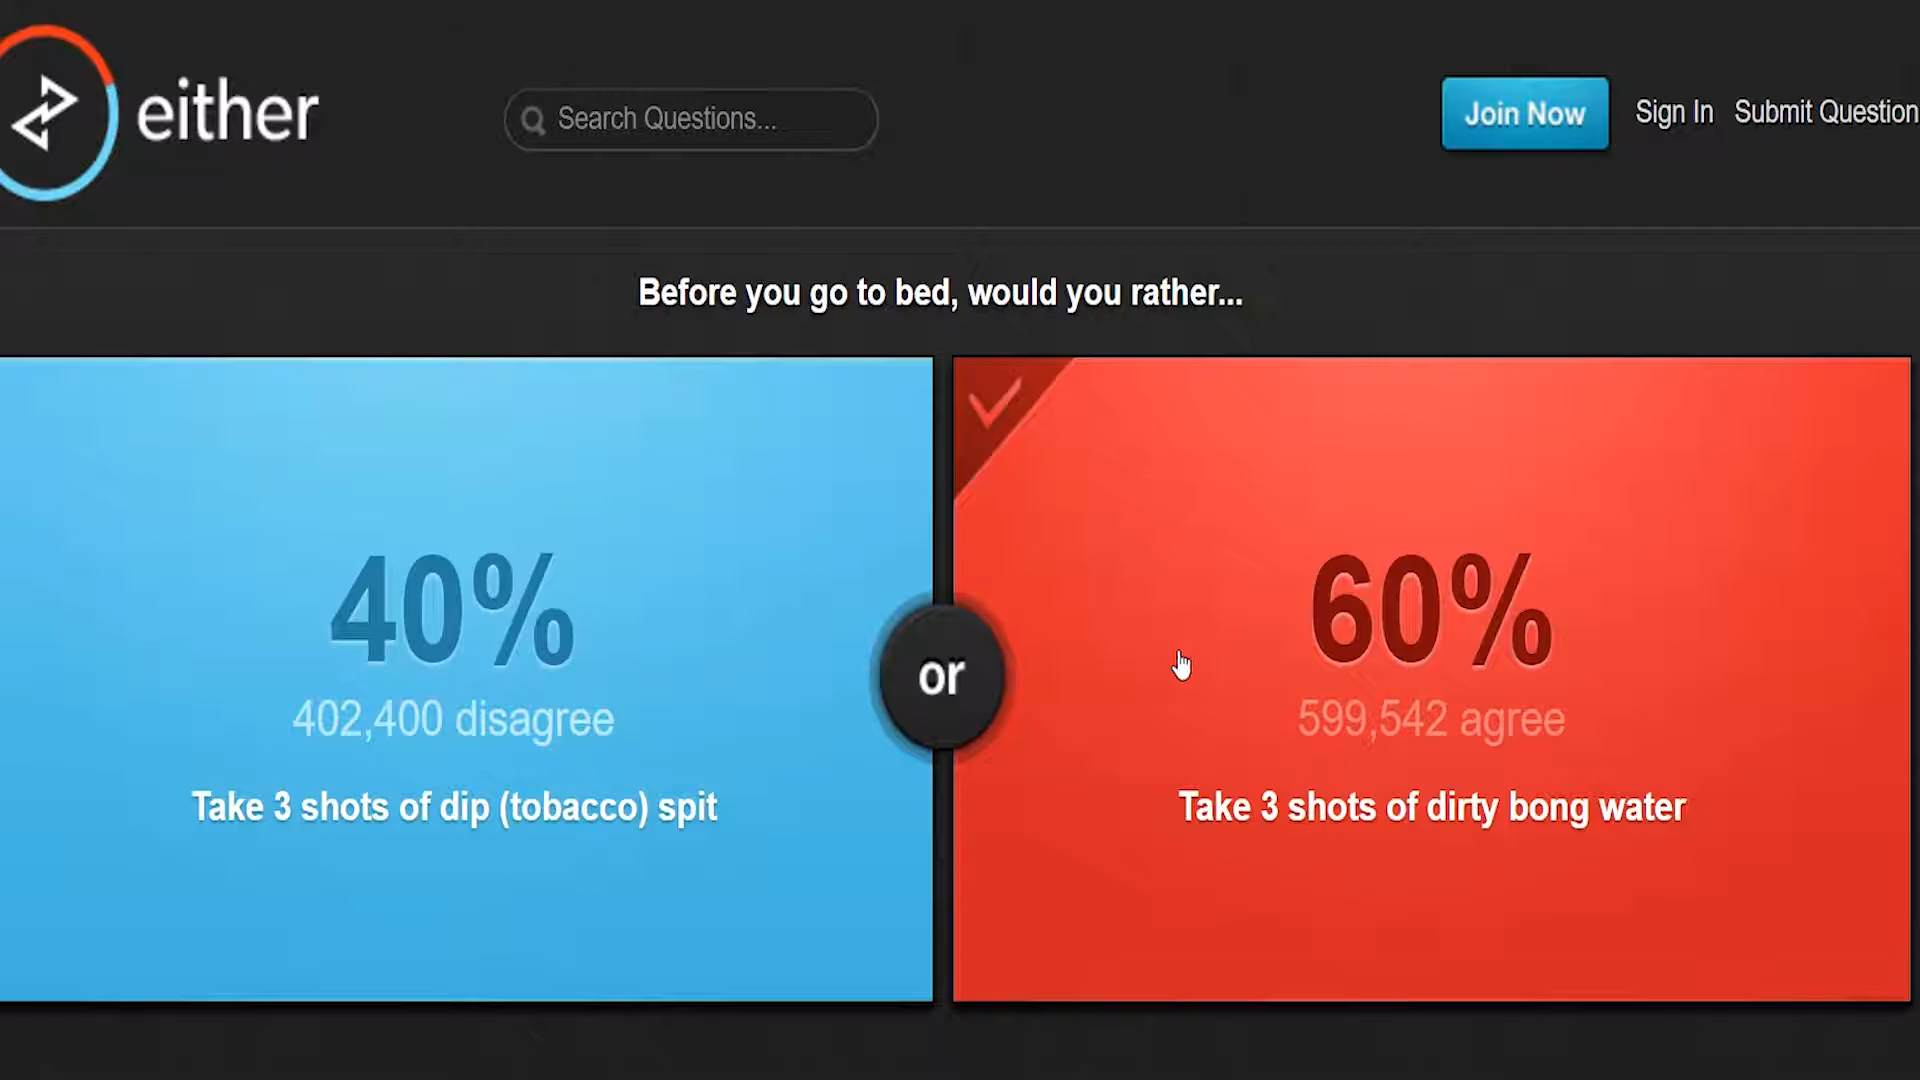 either
Search Questions...
Join Now
Sign In
Submit Question
Before you go to bed, would you rather...
40%
402,400 disagree
Take 3 shots of dip (tobacco) spit
or
60%
599,542 agree
Take 3 shots of dirty bong water